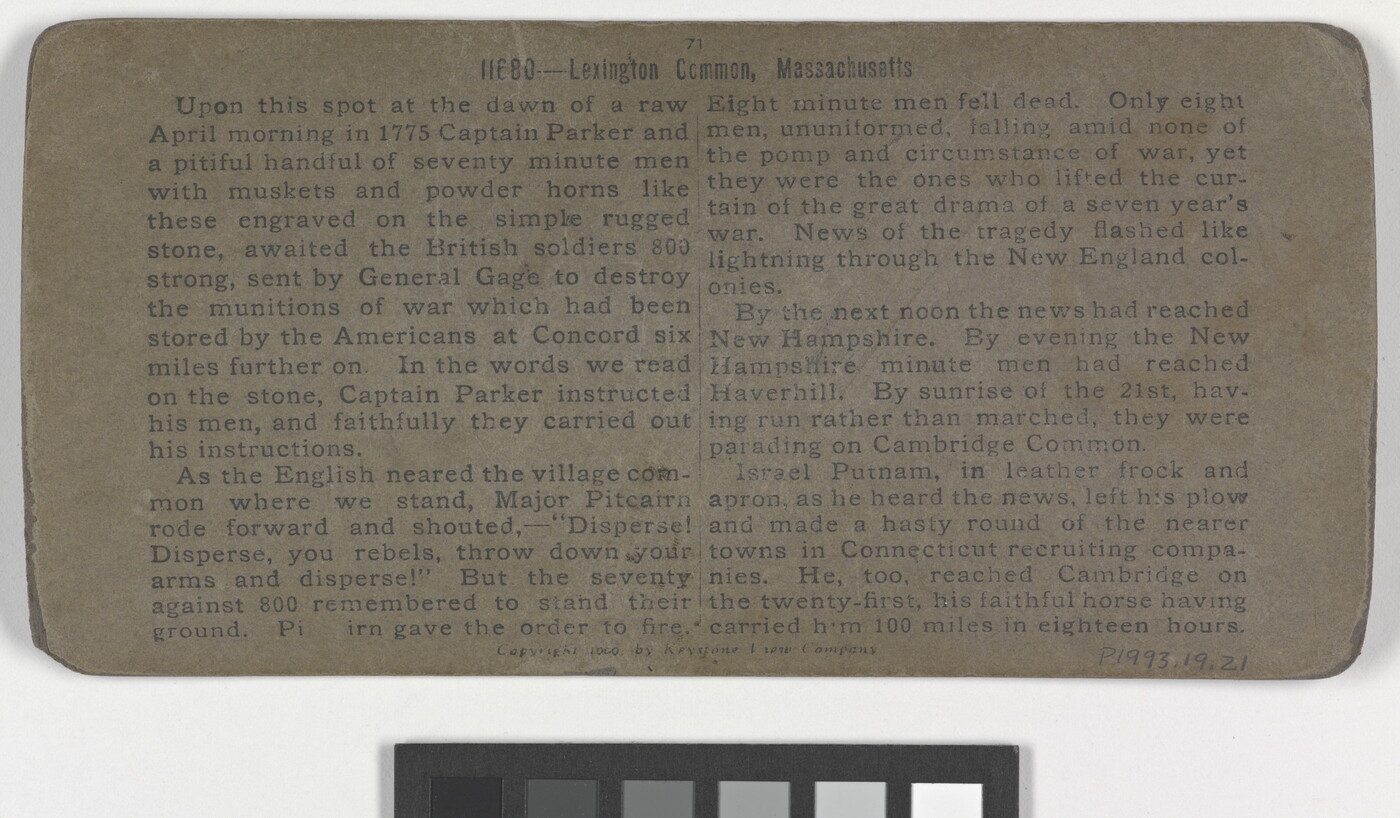 71
—Lexington Common, Massachusetts
Upon this spot at the dawn of a raw
April morning in 1775 Captain Parker and
a pitiful handful of seventy minute men
with muskets and powder horns like
these engraved on the simple rugged
stone, awaited the British soldiers 800
strong, sent by General Gage to destroy
the munitions of war which had been
stored by the Americans at Concord six
miles further on. In the words we read
on the stone, Captain Parker instructed
his men, and faithfully they carried out
his instructions.
As the English neared the village com-
mon where we stand, Major Pitcairn
rode forward and shouted,—"Disperse!
Disperse, you rebels, throw down your
arms and disperse!" But the seventy
against 800 remembered to stand their
ground. Pi irn gave the order to fire.
Eight minute men fell dead. Only eight
men, ununiformed, falling amid none of
the pomp and circumstance of war, yet
they were the ones who lifted the cur-
tain of the great drama of a seven year's
war. News of the tragedy flashed like
lightning through the New England col-
onies.
By the next noon the news had reached
New Hampshire. By evening the New
Hampshire minute men had reached
Haverhill. By sunrise of the 21st, hav-
ing run rather than marched, they were
parading on Cambridge Common.
Israel Putnam, in leather frock and
apron, as he heard the news, left his plow
and made a hasty round of the nearer
towns in Connecticut recruiting compa-
nies. He, too, reached Cambridge on
the twenty-first, his faithful horse having
carried him 100 miles in eighteen hours.
Copyright by Keystone View Company
P1993.19.21